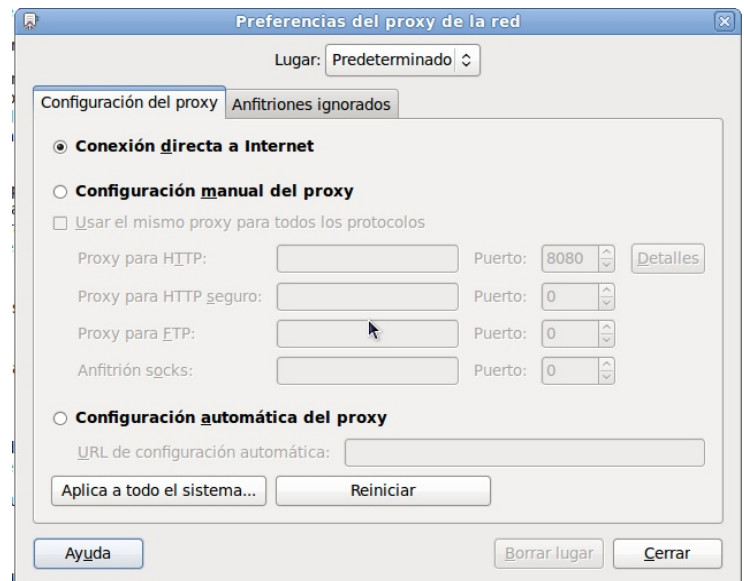 Preferencias del proxy de la red
Lugar: Predeterminado
Configuración del proxy Anfitriones ignorados
Conexión directa a Internet
Configuración manual del proxy
Usar el mismo proxy para todos los protocolos
Proxy para HTTP: Puerto: 8080 Detalles
Proxy para HTTP seguro: Puerto: 0
Proxy para FTP: Puerto: 0
Anfitrión socks: Puerto: 0
Configuración automática del proxy
URL de configuración automática:
Aplica a todo el sistema... Reiniciar
Ayuda Borrar lugar Cerrar